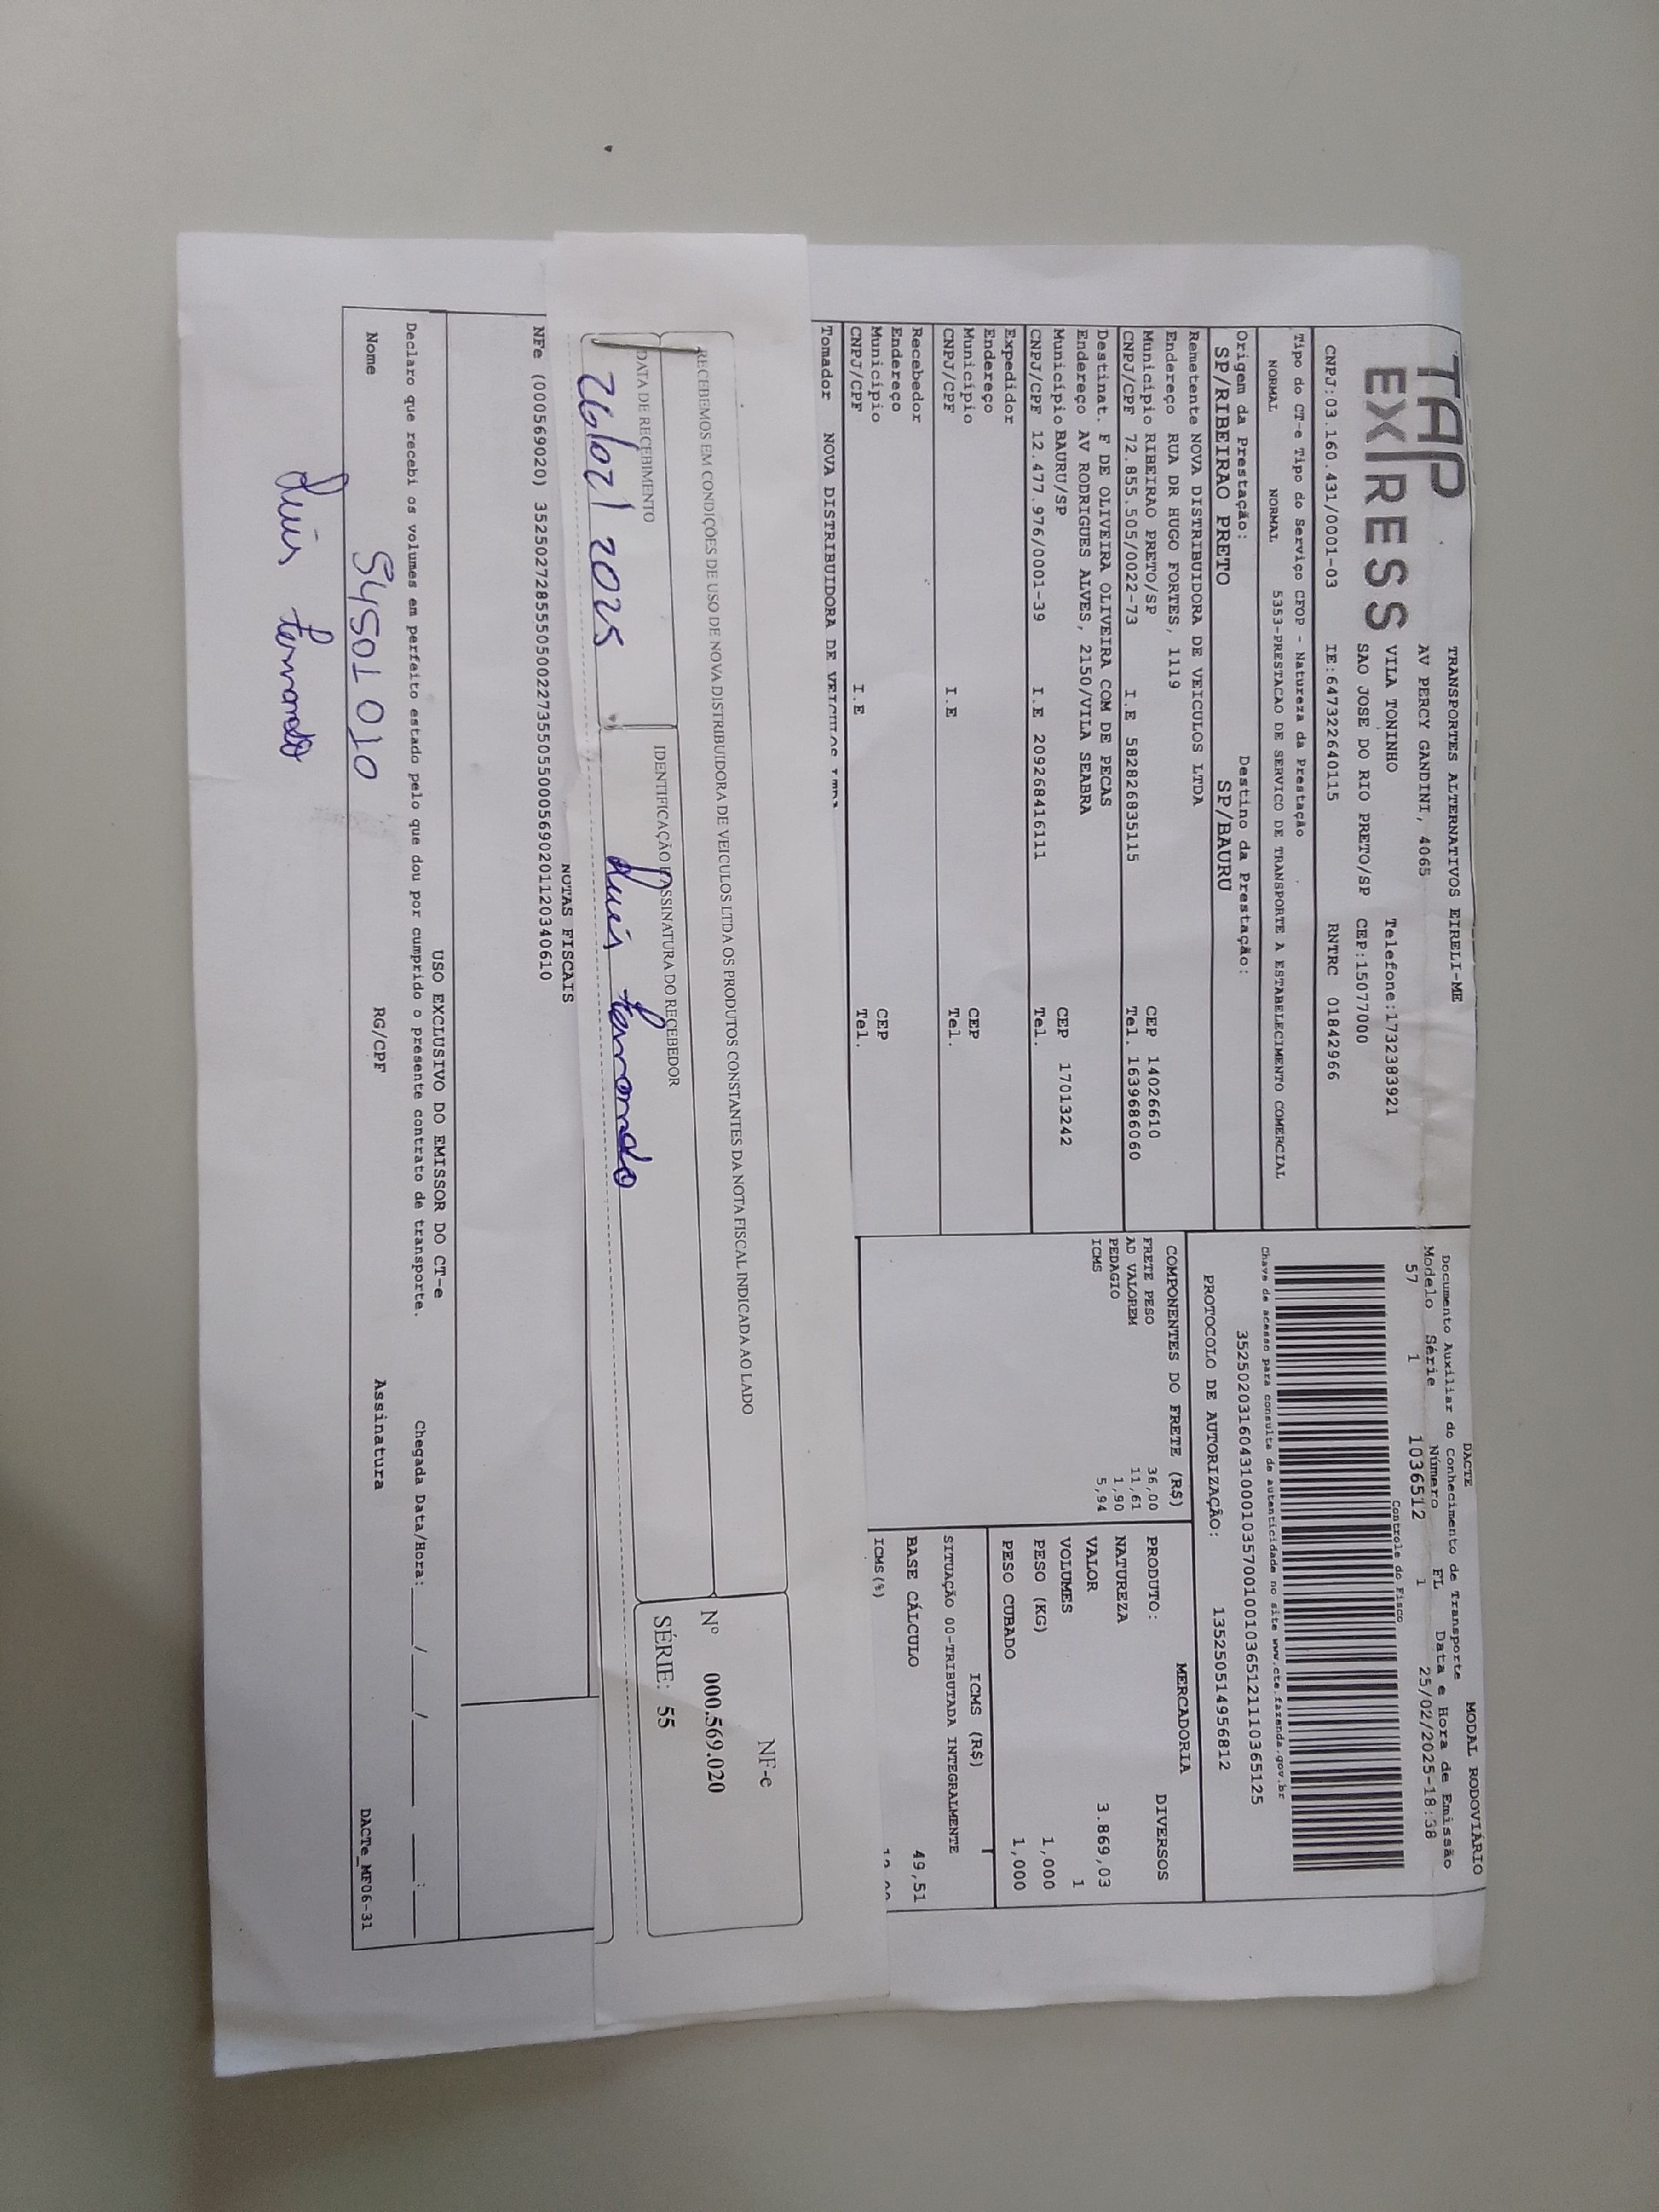 TAP
EXPRESS
TRANSPORTES ALTERNATIVOS EIRELI-ME
AV PERCY GANDINI, 4065
VILA TONINHO Telefone:1732383921
SAO JOSE DO RIO PRETO/SP CEP:15077000
CNPJ:03.160.431/0001-03 IE:647322640115 RNTRC 01842966
DACTE MODAL RODOVIÁRIO
Documento Auxiliar do Conhecimento de Transporte
Modelo Série Número FL Data e Hora de Emissão
57 1 1036512 1 25/02/2025-18:38
Controle do Fisco
Chave de acesso para consulta de autenticidade no site www.cte.fazenda.gov.br
35250203160431000103570010010365121110365125
PROTOCOLO DE AUTORIZAÇÃO: 135250514956812
Tipo do CT-e Tipo do Serviço CFOP - Natureza da Prestação
NORMAL NORMAL 5353-PRESTACAO DE SERVICO DE TRANSPORTE A ESTABELECIMENTO COMERCIAL
Origem da Prestação: Destino da Prestação:
SP/RIBEIRAO PRETO SP/BAURU
Remetente NOVA DISTRIBUIDORA DE VEICULOS LTDA
Endereço RUA DR HUGO FORTES, 1119
Município RIBEIRAO PRETO/SP CEP 14026610
CNPJ/CPF 72.855.505/0022-73 I.E 582826835115 Tel. 1639686060
Destinat. F DE OLIVEIRA OLIVEIRA COM DE PECAS
Endereço AV RODRIGUES ALVES, 2150/VILA SEABRA
Município BAURU/SP CEP 17013242
CNPJ/CPF 12.477.976/0001-39 I.E 209268416111 Tel.
Expedidor
Endereço
Município CEP
CNPJ/CPF I.E Tel.
Recebedor
Endereço
Município CEP
CNPJ/CPF I.E Tel.
Tomador NOVA DISTRIBUIDORA DE VEICULOS LTDA
COMPONENTES DO FRETE (R$)
FRETE PESO 36,00
AD VALOREM 11,61
PEDAGIO 1,90
ICMS 5,94
MERCADORIA
PRODUTO: DIVERSOS
NATUREZA
VALOR 3.869,03
VOLUMES 1
PESO (KG) 1,000
PESO CUBADO 1,000
ICMS (R$)
SITUAÇÃO 00-TRIBUTADA INTEGRALMENTE
BASE CÁLCULO 49,51
ICMS(%)
RECEBEMOS EM CONDIÇÕES DE USO DE NOVA DISTRIBUIDORA DE VEICULOS LTDA OS PRODUTOS CONSTANTES DA NOTA FISCAL INDICADA AO LADO
DATA DE RECEBIMENTO IDENTIFICAÇÃO E ASSINATURA DO RECEBEDOR
26/02/2025 Luis Fernando
NF-e
Nº 000.569.020
SÉRIE: 55
NOTAS FISCAIS
NFe (000569020) 35250272855505002273550550005690201120340610
USO EXCLUSIVO DO EMISSOR DO CT-e
Declaro que recebi os volumes em perfeito estado pelo que dou por cumprido o presente contrato de transporte. Chegada Data/Hora:____/____/____ ____:____
Nome RG/CPF Assinatura
DACTe_MF06-31
54501010
Luis Fernando